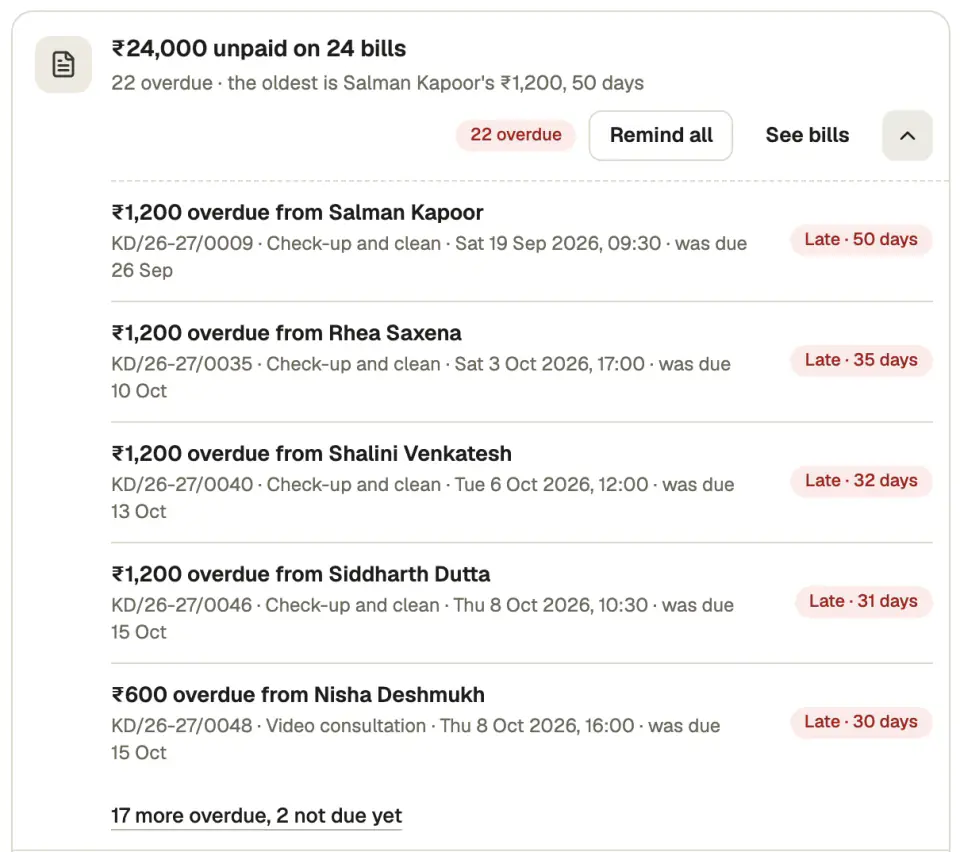 ₹24,000 unpaid on 24 bills
22 overdue · the oldest is Salman Kapoor's ₹1,200, 50 days
22 overdue
Remind all
See bills
₹1,200 overdue from Salman Kapoor
KD/26-27/0009 · Check-up and clean · Sat 19 Sep 2026, 09:30 · was due
26 Sep
Late · 50 days
₹1,200 overdue from Rhea Saxena
KD/26-27/0035 · Check-up and clean · Sat 3 Oct 2026, 17:00 · was due
10 Oct
Late · 35 days
₹1,200 overdue from Shalini Venkatesh
KD/26-27/0040 · Check-up and clean · Tue 6 Oct 2026, 12:00 · was due
13 Oct
Late · 32 days
₹1,200 overdue from Siddharth Dutta
KD/26-27/0046 · Check-up and clean · Thu 8 Oct 2026, 10:30 · was due
15 Oct
Late · 31 days
₹600 overdue from Nisha Deshmukh
KD/26-27/0048 · Video consultation · Thu 8 Oct 2026, 16:00 · was due
15 Oct
Late · 30 days
17 more overdue, 2 not due yet